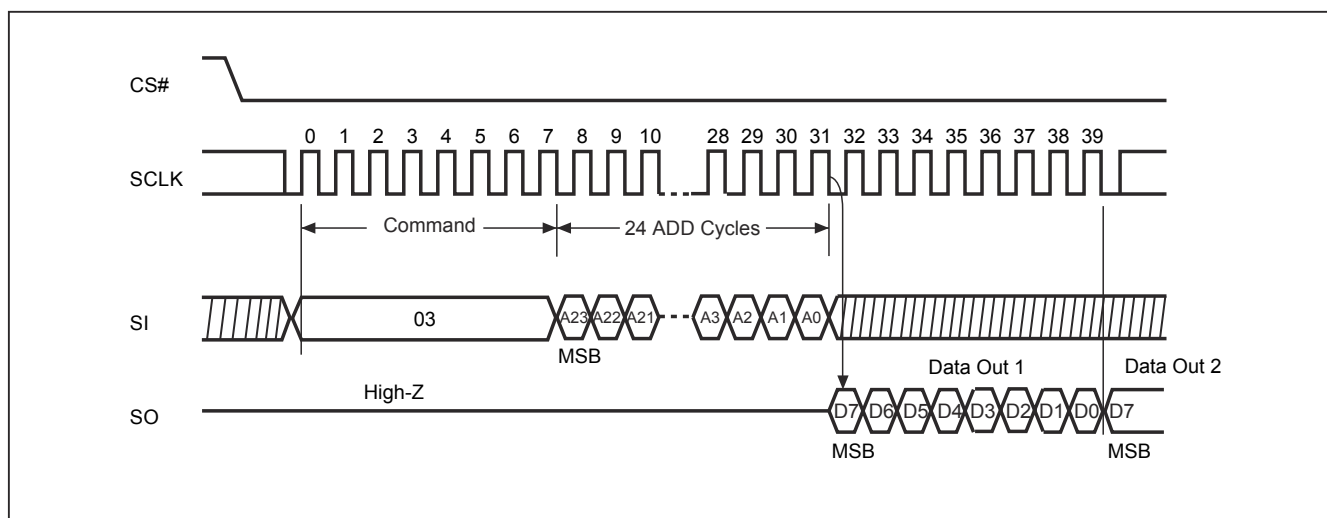 CS#
0 1 2 3 4 5 6 7 8 9 10 28 29 30 31 32 33 34 35 36 37 38 39
SCLK
Command 24 ADD Cycles
SI 03 A23 A22 A21 A3 A2 A1 A0
MSB
Data Out 1 Data Out 2
High-Z
SO D7 D6 D5 D4 D3 D2 D1 D0 D7
MSB MSB